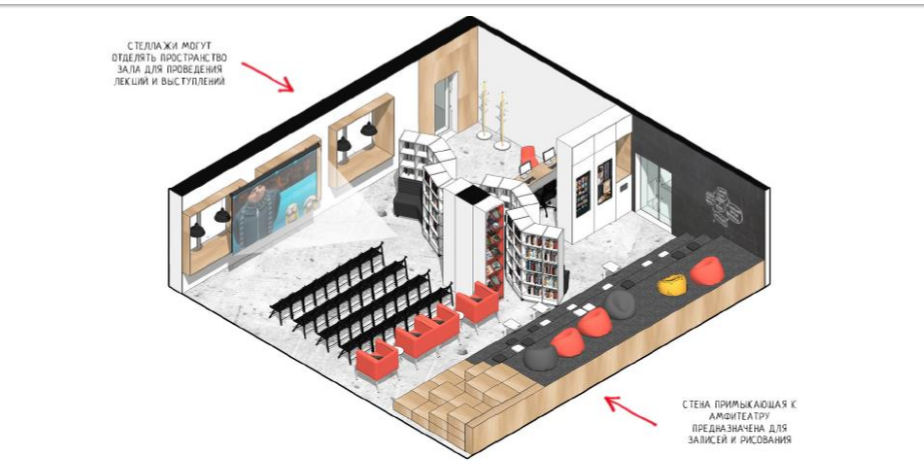 СТЕЛЛАЖИ МОГУТ
ОТДЕЛЯТЬ ПРОСТРАНСТВО
ЗАЛА ДЛЯ ПРОВЕДЕНИЯ
ЛЕКЦИЙ И ВЫСТУПЛЕНИЙ
СТЕНА ПРИМЫКАЮЩАЯ К
АМФИТЕАТРУ
ПРЕДНАЗНАЧЕНА ДЛЯ
ЗАПИСЕЙ И РИСОВАНИЯ